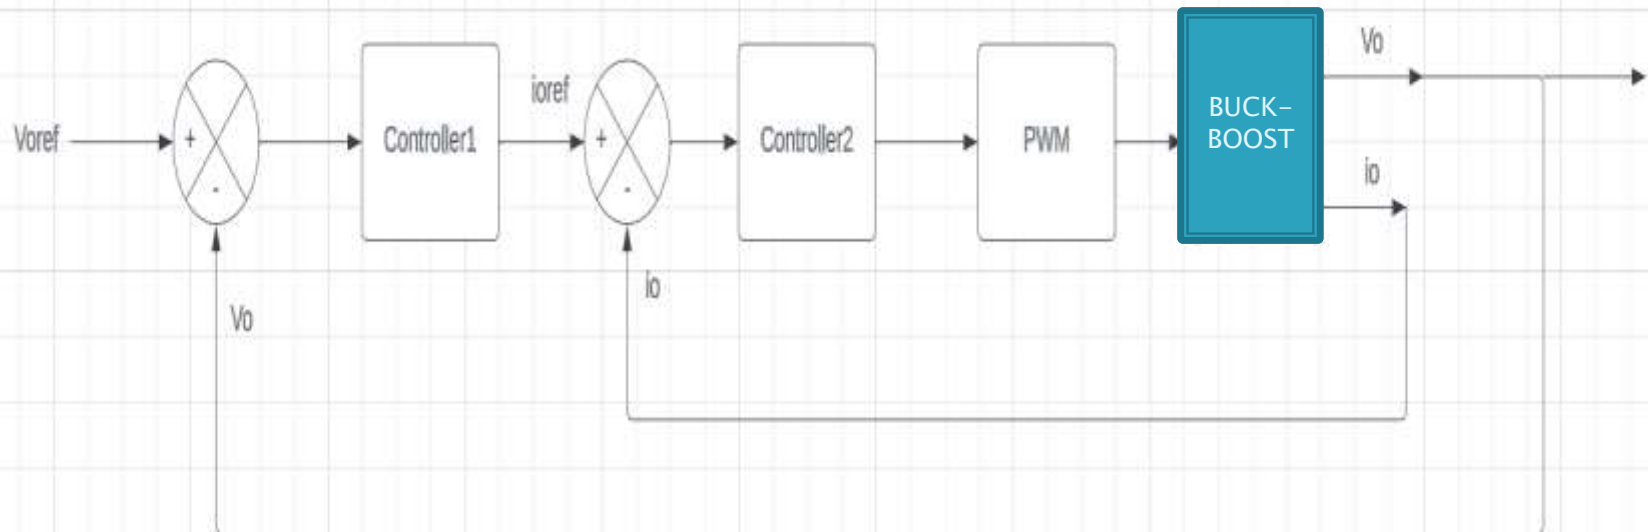 Voref
+
-
Controller1
ioref
+
-
Controller2
PWM
BUCK-
BOOST
Vo
io
io
Vo